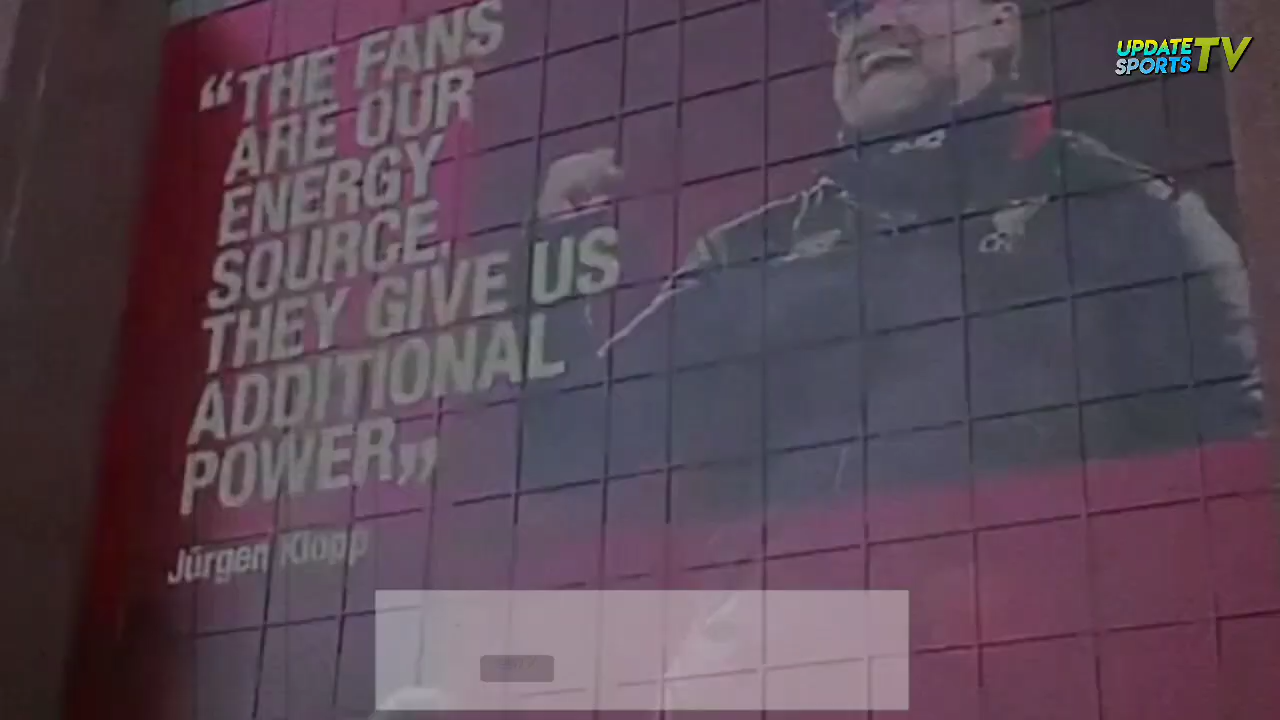 UPDATE TV
SPORTS
“THE FANS
ARE OUR
ENERGY
SOURCE.
THEY GIVE US
ADDITIONAL
POWER„
Jürgen Klopp